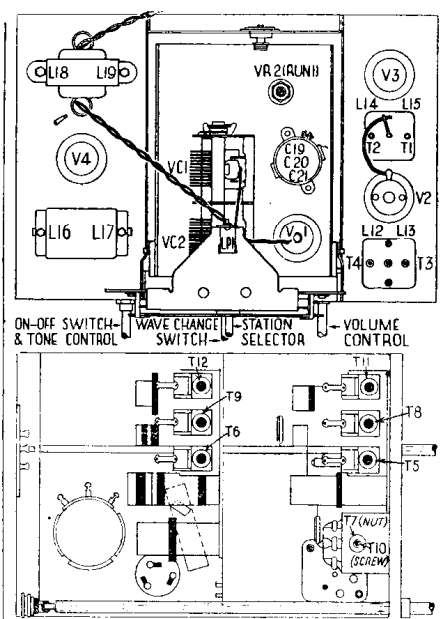 L18 L19
VR2(RUN1)
V3
L14 L15
T2 T1
C19
C20
C21
V4
VC1
V2
L16 L17
VC2
LP1
V1
L12 L13
T4 T3
ON-OFF SWITCH & TONE CONTROL
WAVE CHANGE SWITCH
STATION SELECTOR
VOLUME CONTROL
T12
T11
T9
T8
T6
T5
T7(NUT)
T10
(SCREW)